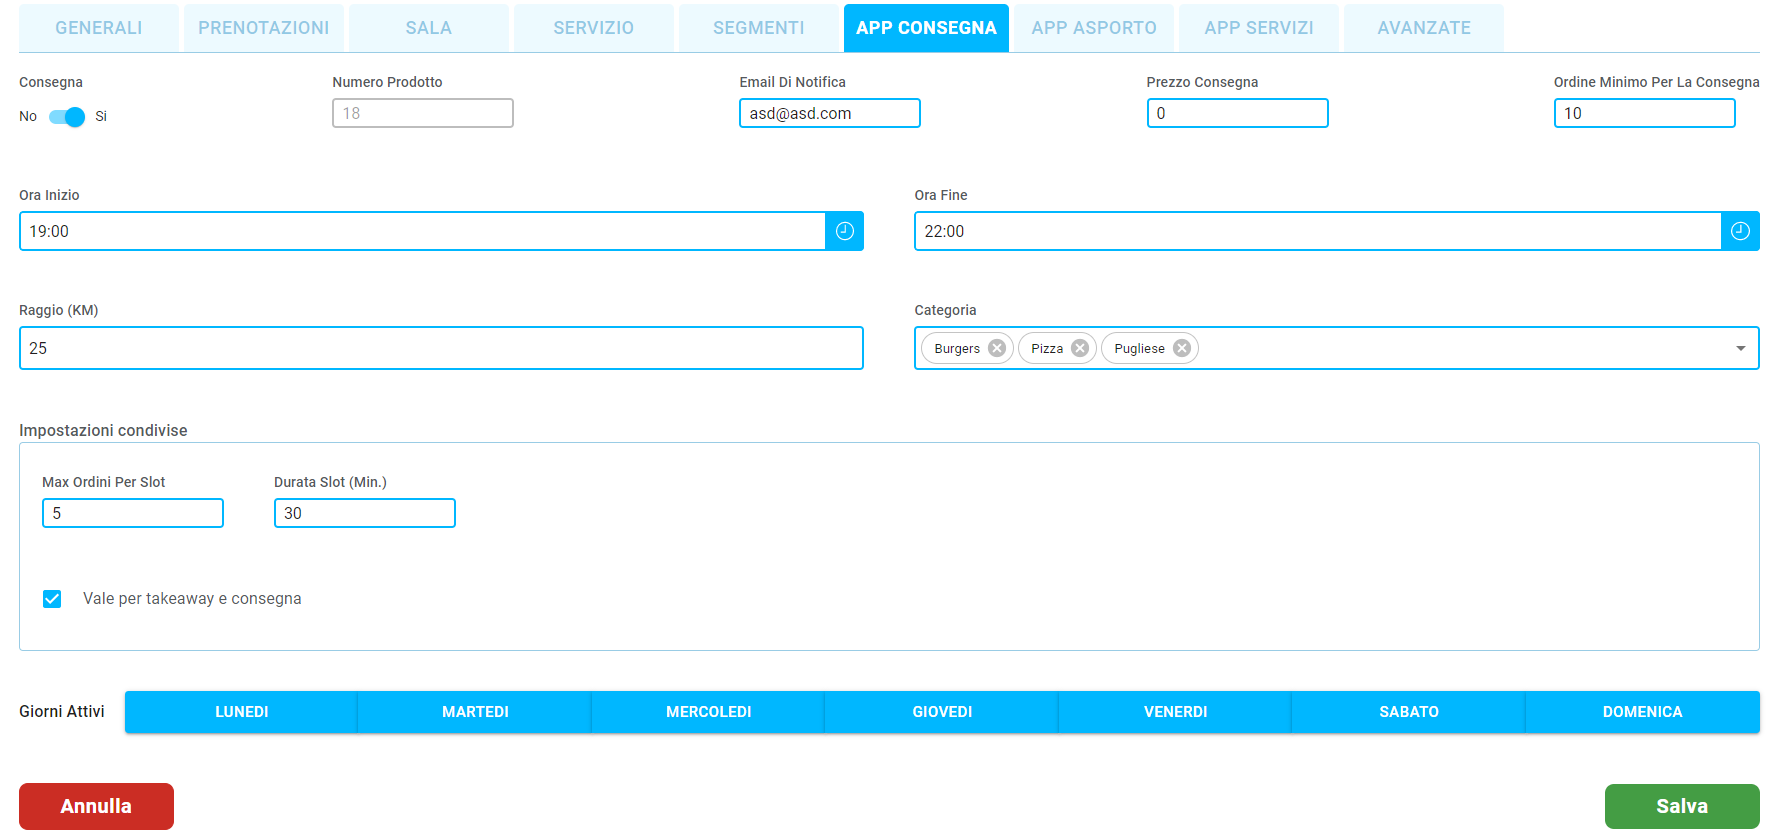 GENERALI PRENOTAZIONI SALA SERVIZIO SEGMENTI APP CONSEGNA APP ASPORTO APP SERVIZI AVANZATE
Consegna Numero Prodotto Email Di Notifica Prezzo Consegna Ordine Minimo Per La Consegna
No Si 18 asd@asd.com 0 10
Ora Inizio Ora Fine
19:00 22:00
Raggio (KM) Categoria
25 Burgers Pizza Pugliese
Impostazioni condivise
Max Ordini Per Slot Durata Slot (Min.)
5 30
Vale per takeaway e consegna
Giorni Attivi LUNEDI MARTEDI MERCOLEDI GIOVEDI VENERDI SABATO DOMENICA
Annulla Salva